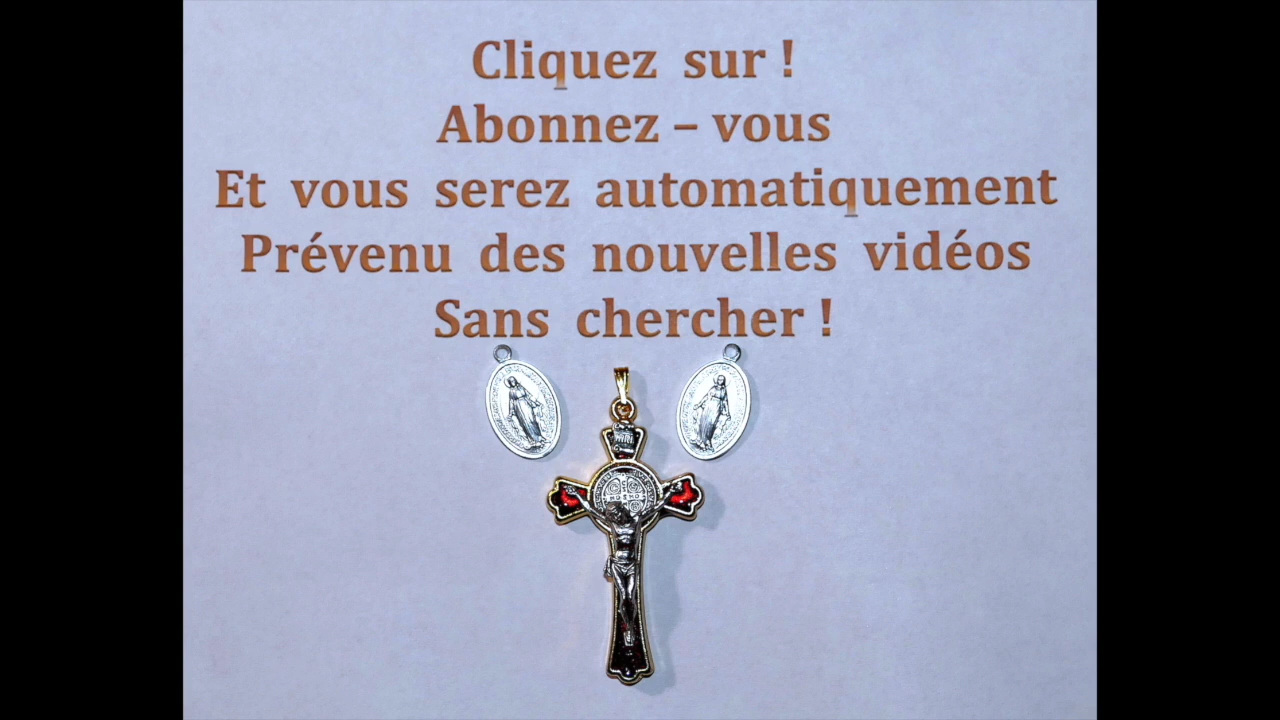 Cliquez sur !
Abonnez – vous
Et vous serez automatiquement
Prévenu des nouvelles vidéos
Sans chercher !